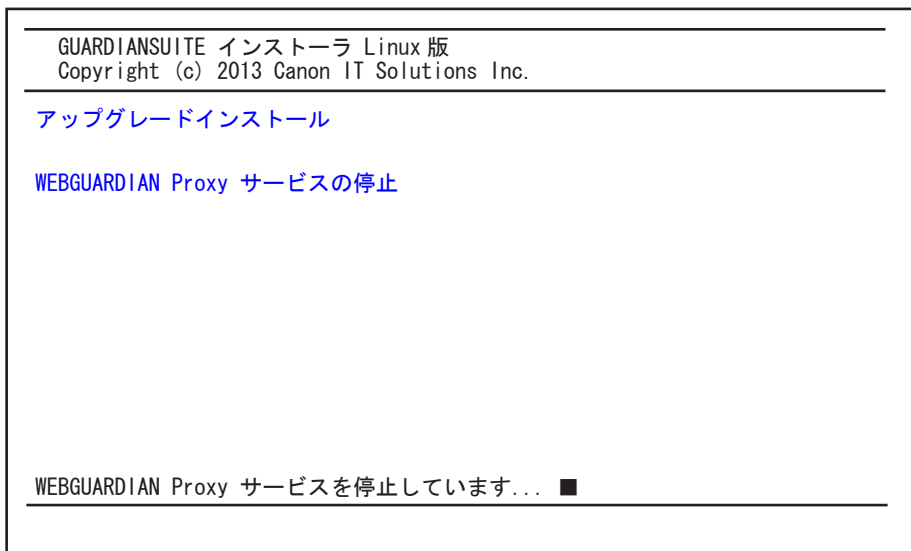 GUARDIANSUITE インストーラ Linux 版
Copyright (c) 2013 Canon IT Solutions Inc.
アップグレードインストール
WEBGUARDIAN Proxy サービスの停止
WEBGUARDIAN Proxy サービスを停止しています... ■